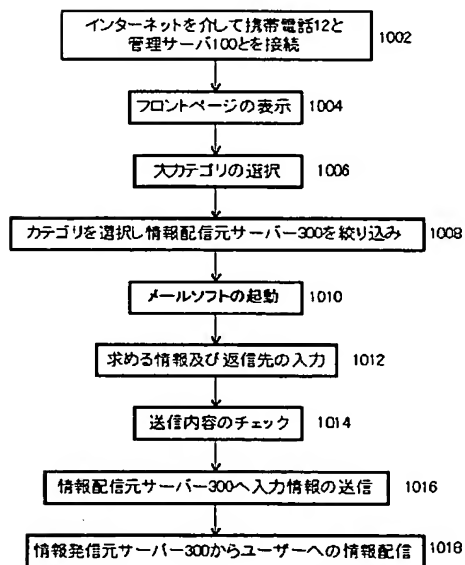 インターネットを介して携帯電話12と
管理サーバ100とを接続
1002
フロントページの表示
1004
大カテゴリの選択
1006
カテゴリを選択し情報配信元サーバー300を絞り込み
1008
メールソフトの起動
1010
求める情報及び返信先の入力
1012
送信内容のチェック
1014
情報配信元サーバー300へ入力情報の送信
1016
情報発信元サーバー300からユーザーへの情報配信
1018